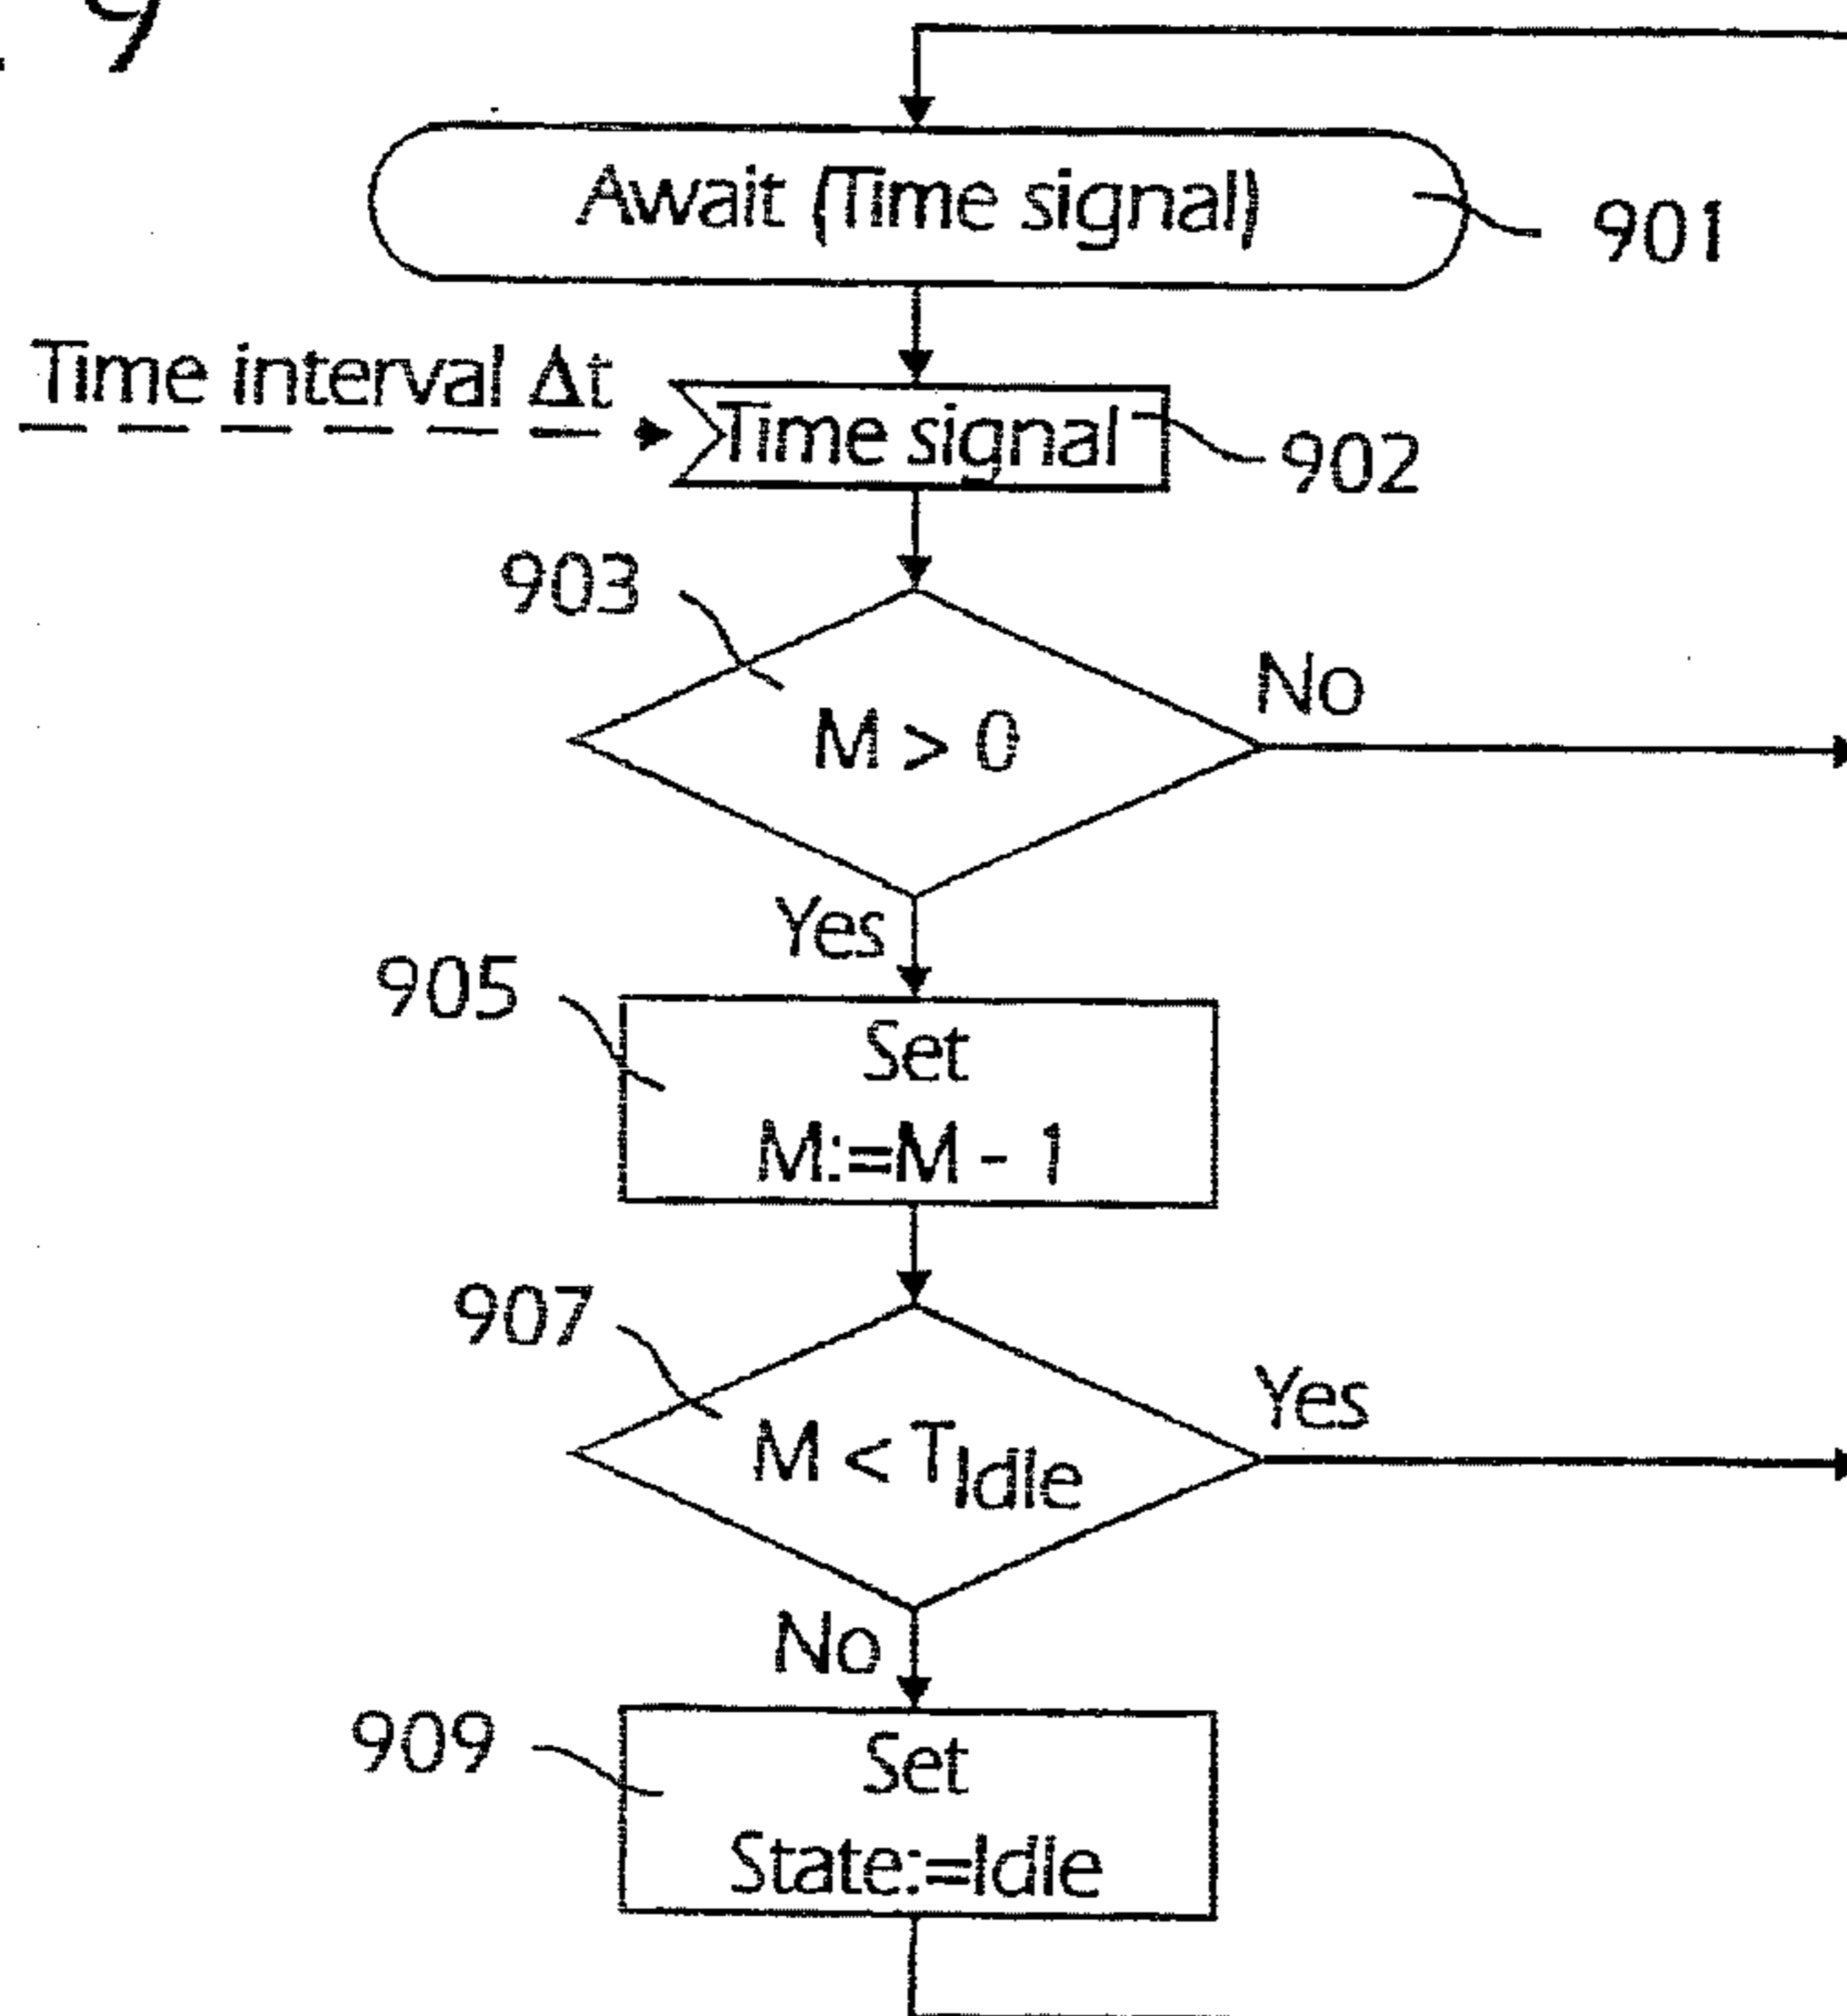 9
Await (Time signal)
901
Time interval Δt
Time signal
902
903
M > 0
No
Yes
905
Set
M:=M - 1
907
M < TIdle
Yes
No
909
Set
State:=Idle